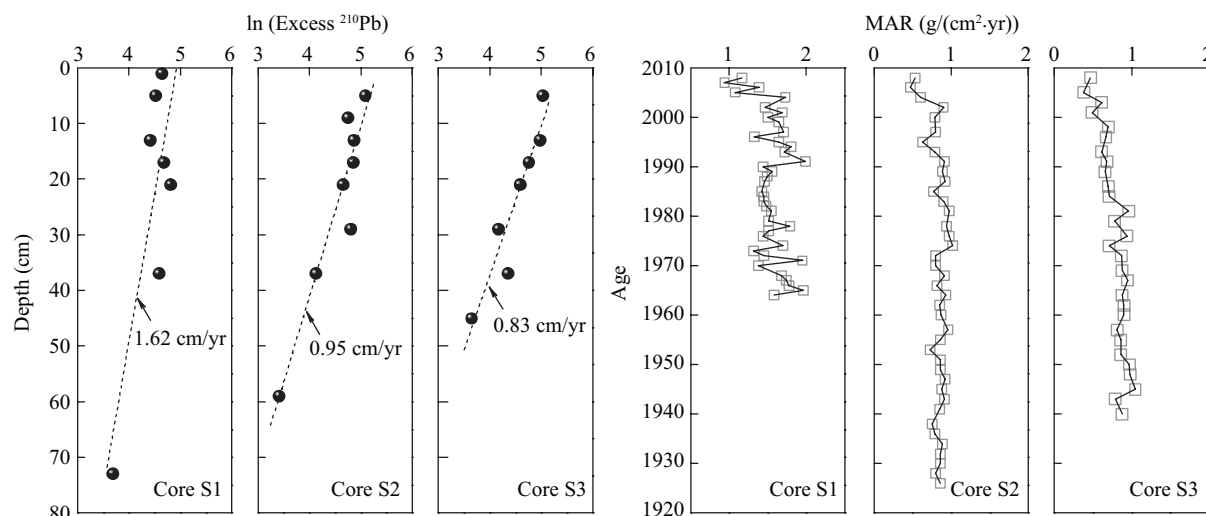 ln (Excess ²¹⁰Pb)
MAR (g/(cm²·yr))
3 4 5 6 3 4 5 6 3 4 5 6
1 2 0 1 2 0 1 2
Depth (cm)
0
10
20
30
40
50
60
70
80
1.62 cm/yr
Core S1
0.95 cm/yr
Core S2
0.83 cm/yr
Core S3
Age
2010
2000
1990
1980
1970
1960
1950
1940
1930
1920
Core S1
Core S2
Core S3